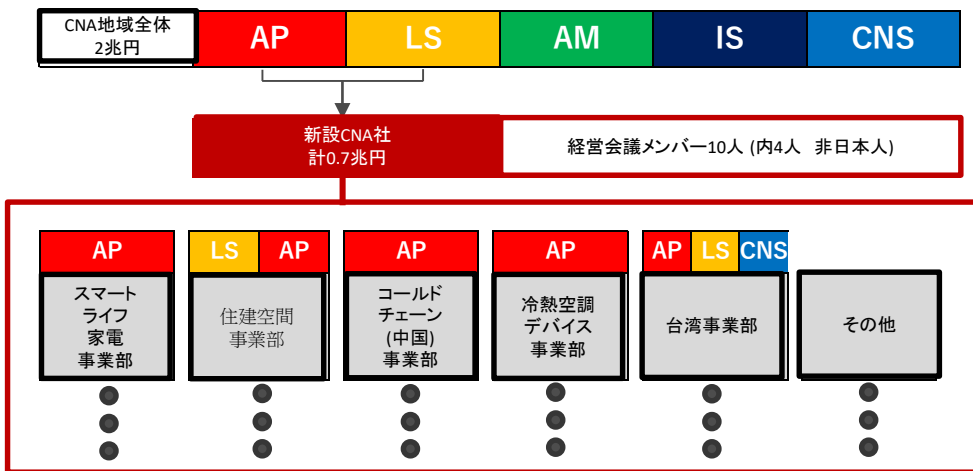 CNA地域全体
2兆円
AP
LS
AM
IS
CNS
新設CNA社
計0.7兆円
経営会議メンバー10人 (内4人 非日本人)
AP
スマート
ライフ
家電
事業部
LS
AP
住建空間
事業部
AP
コールド
チェーン
(中国)
事業部
AP
冷熱空調
デバイス
事業部
AP
LS
CNS
台湾事業部
その他